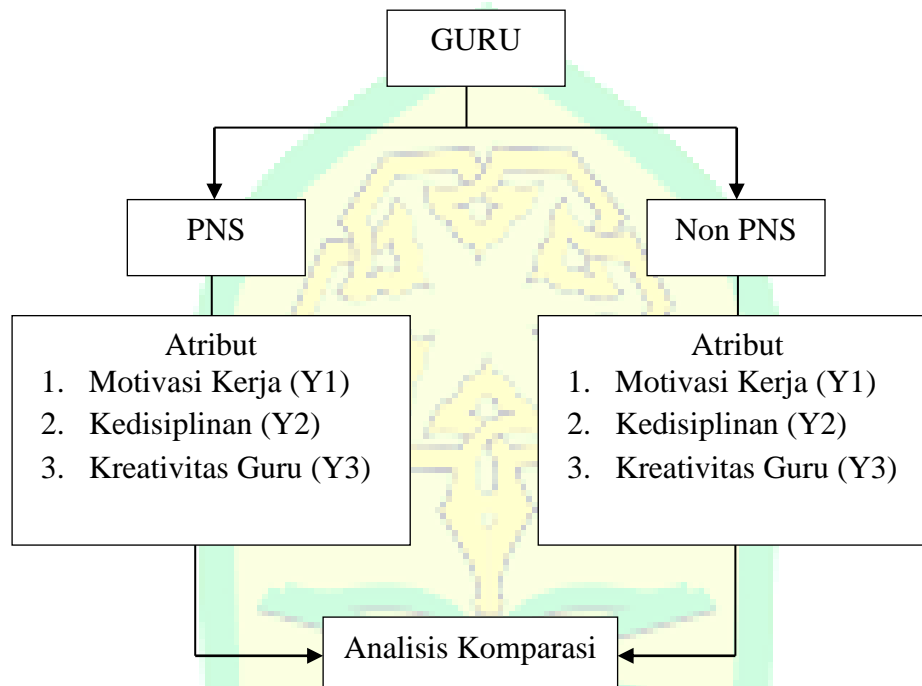 GURU
PNS
Non PNS
Atribut
1. Motivasi Kerja (Y1)
2. Kedisiplinan (Y2)
3. Kreativitas Guru (Y3)
Atribut
1. Motivasi Kerja (Y1)
2. Kedisiplinan (Y2)
3. Kreativitas Guru (Y3)
Analisis Komparasi